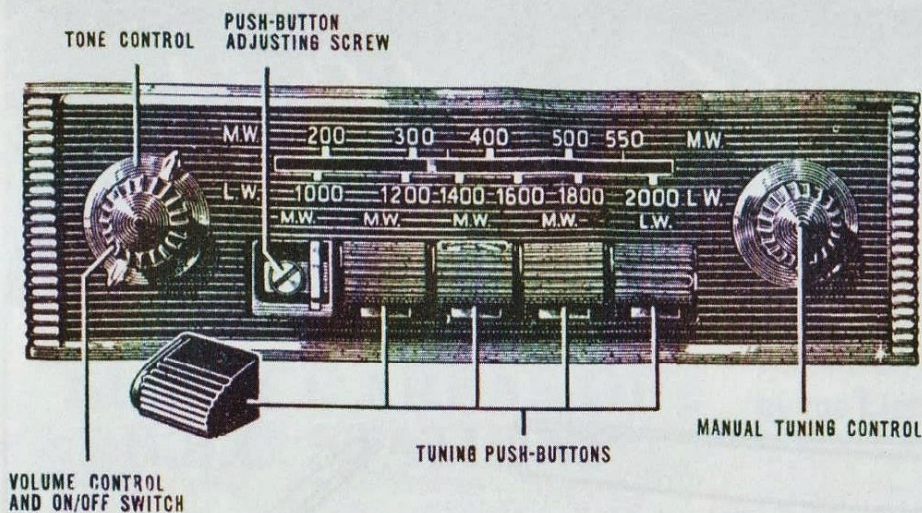 PUSH-BUTTON
TONE CONTROL
ADJUSTING SCREW
M.W. 200 300 400 500 550 M.W.
L.W. 1000 1200 1400 1600 1800 2000 L.W.
M.W. M.W. M.W. M.W. L.W.
MANUAL TUNING CONTROL
TUNING PUSH-BUTTONS
VOLUME CONTROL
AND ON/OFF SWITCH